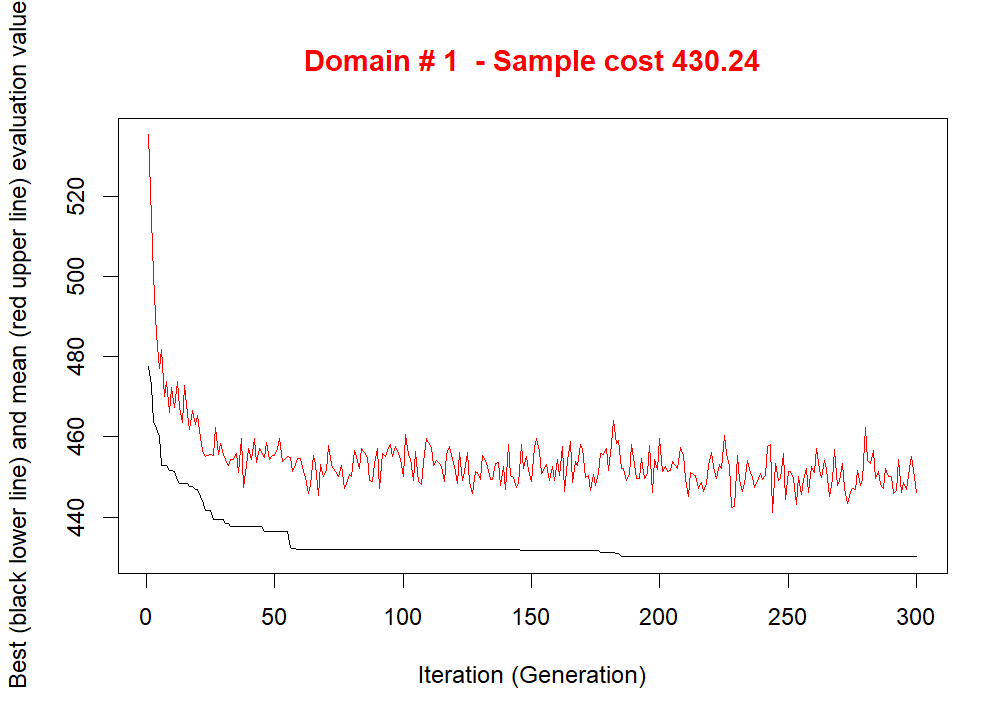 Domain # 1  - Sample cost 430.24
Best (black lower line) and mean (red upper line) evaluation value
520
500
480
460
440
0 50 100 150 200 250 300
Iteration (Generation)